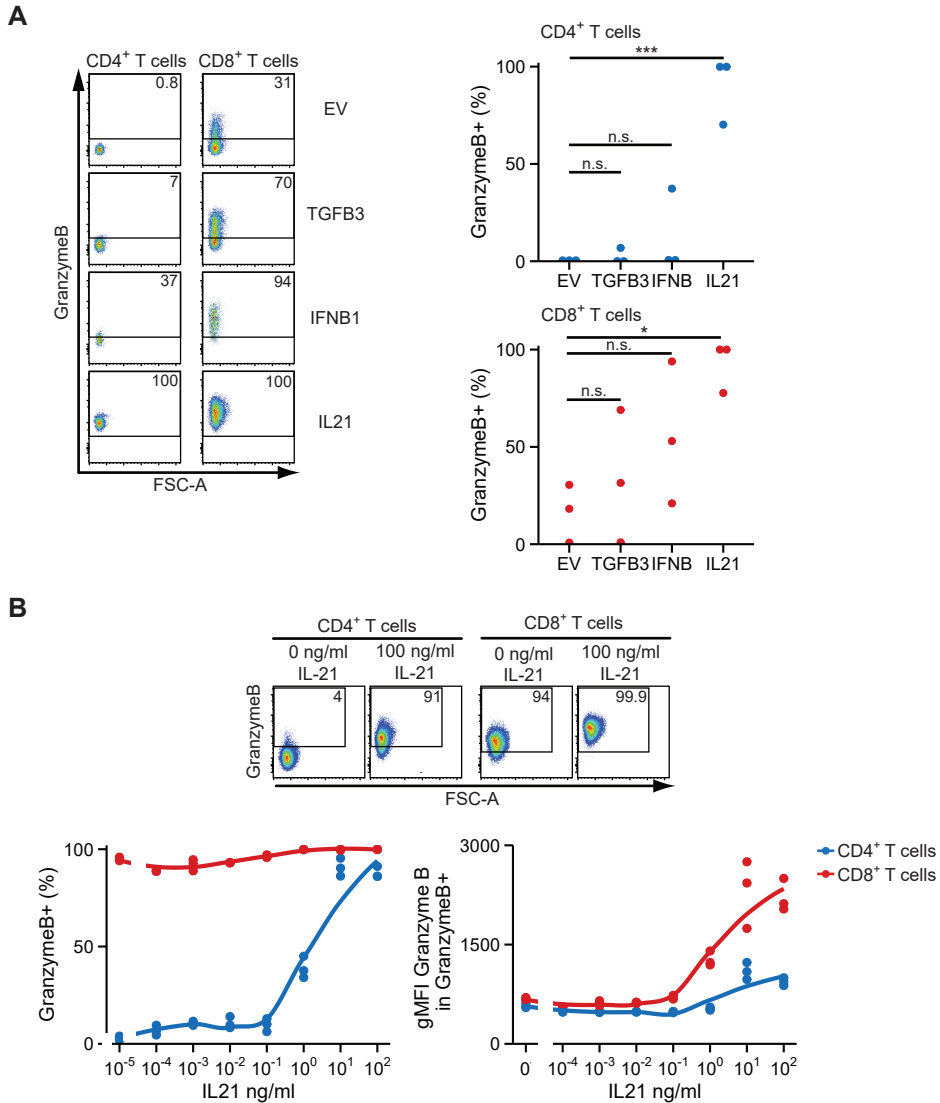 A
CD4⁺ T cells CD8⁺ T cells
0.8 31 EV
7 70 TGFB3
37 94 IFNB1
100 100 IL21
GranzymeB
FSC-A
CD4⁺ T cells
***
n.s.
n.s.
GranzymeB+ (%)
100
50
0
EV TGFB3 IFNB IL21
CD8⁺ T cells
*
n.s.
n.s.
GranzymeB+ (%)
100
50
0
EV TGFB3 IFNB IL21
B
CD4⁺ T cells CD8⁺ T cells
0 ng/ml 100 ng/ml 0 ng/ml 100 ng/ml
IL-21 IL-21 IL-21 IL-21
4 91 94 99.9
GranzymeB
FSC-A
GranzymeB+ (%)
100
50
0
10⁻⁵ 10⁻⁴ 10⁻³ 10⁻² 10⁻¹ 10⁰ 10¹ 10²
IL21 ng/ml
gMFI Granzyme B
in GranzymeB+
3000
1500
0
0 10⁻⁴ 10⁻³ 10⁻² 10⁻¹ 10⁰ 10¹ 10²
IL21 ng/ml
CD4⁺ T cells
CD8⁺ T cells